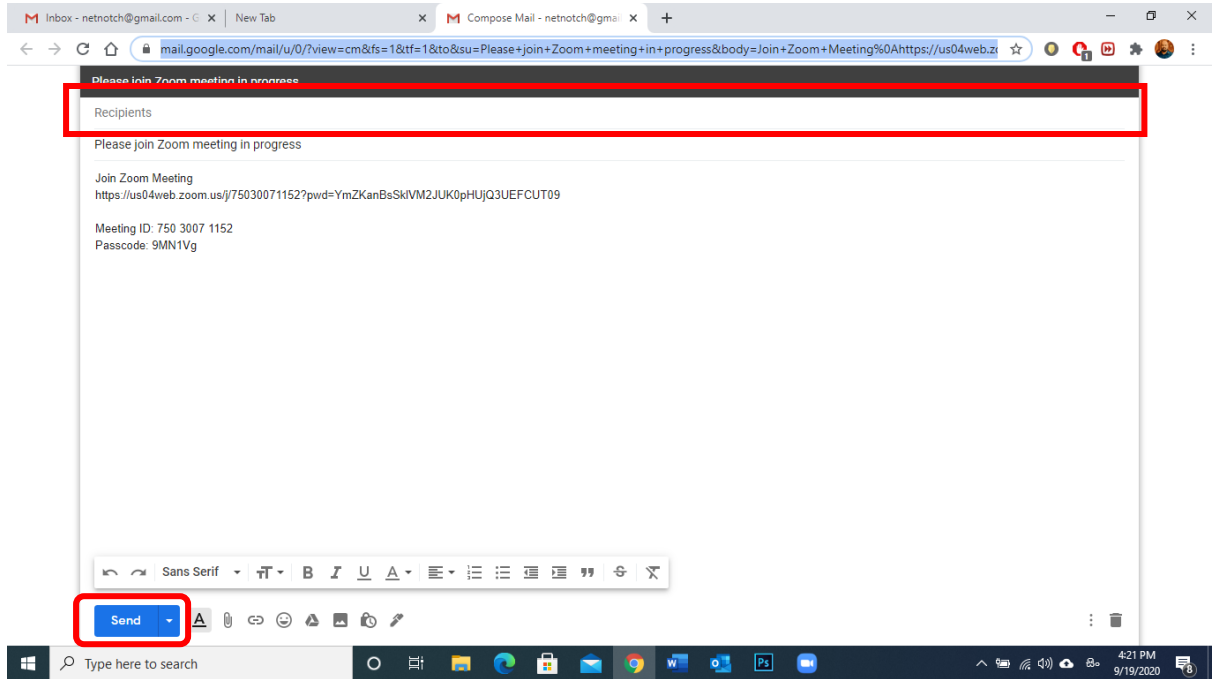 Inbox - netnotch@gmail.com - G
New Tab
Compose Mail - netnotch@gmai
mail.google.com/mail/u/0/?view=cm&fs=1&tf=1&to&su=Please+join+Zoom+meeting+in+progress&body=Join+Zoom+Meeting%0Ahttps://us04web.zo
1
Please join Zoom meeting in progress
Recipients
Please join Zoom meeting in progress
Join Zoom Meeting
https://us04web.zoom.us/j/75030071152?pwd=YmZKanBsSklVM2JUK0pHUjQ3UEFCUT09
Meeting ID: 750 3007 1152
Passcode: 9MN1Vg
Sans Serif
Send
Type here to search
Ps
4:21 PM
9/19/2020
8